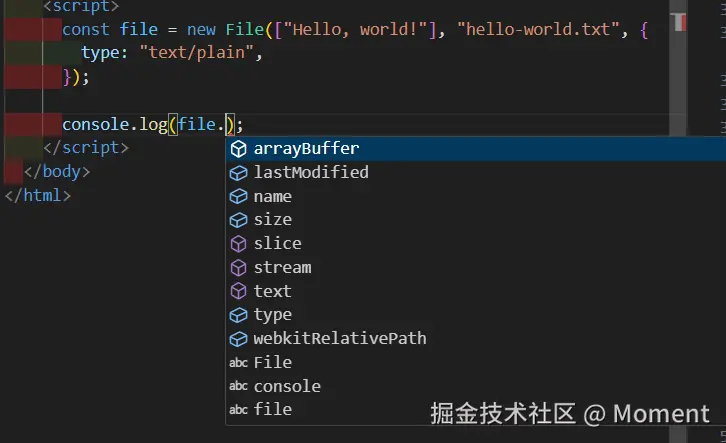 <script>
const file = new File(["Hello, world!"], "hello-world.txt", {
type: "text/plain",
});
console.log(file.);
</script>
</body>
</html>
arrayBuffer
lastModified
name
size
slice
stream
text
type
webkitRelativePath
abc File
abc console
abc file
掘金技术社区 @ Moment